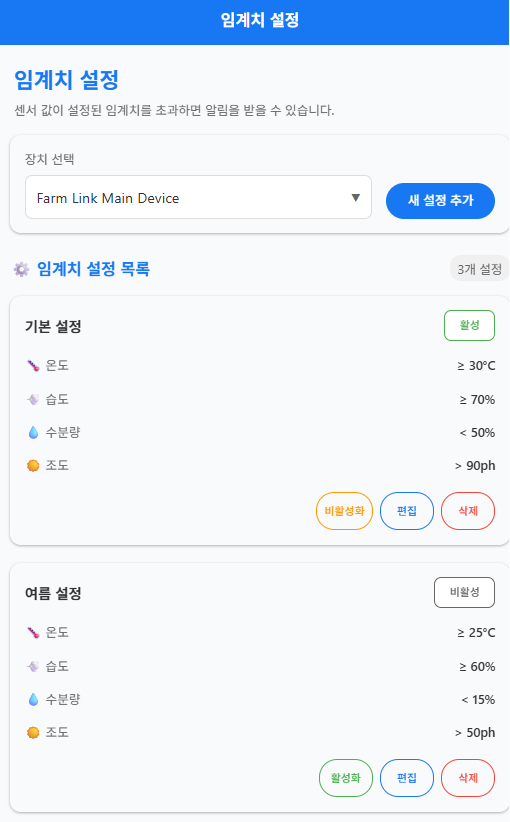 임계치 설정
임계치 설정
센서 값이 설정된 임계치를 초과하면 알림을 받을 수 있습니다.
장치 선택
Farm Link Main Device ▼
새 설정 추가
임계치 설정 목록
3개 설정
기본 설정
활성
온도 ≥ 30°C
습도 ≥ 70%
수분량 < 50%
조도 > 90ph
비활성화 편집 삭제
여름 설정
비활성
온도 ≥ 25°C
습도 ≥ 60%
수분량 < 15%
조도 > 50ph
활성화 편집 삭제